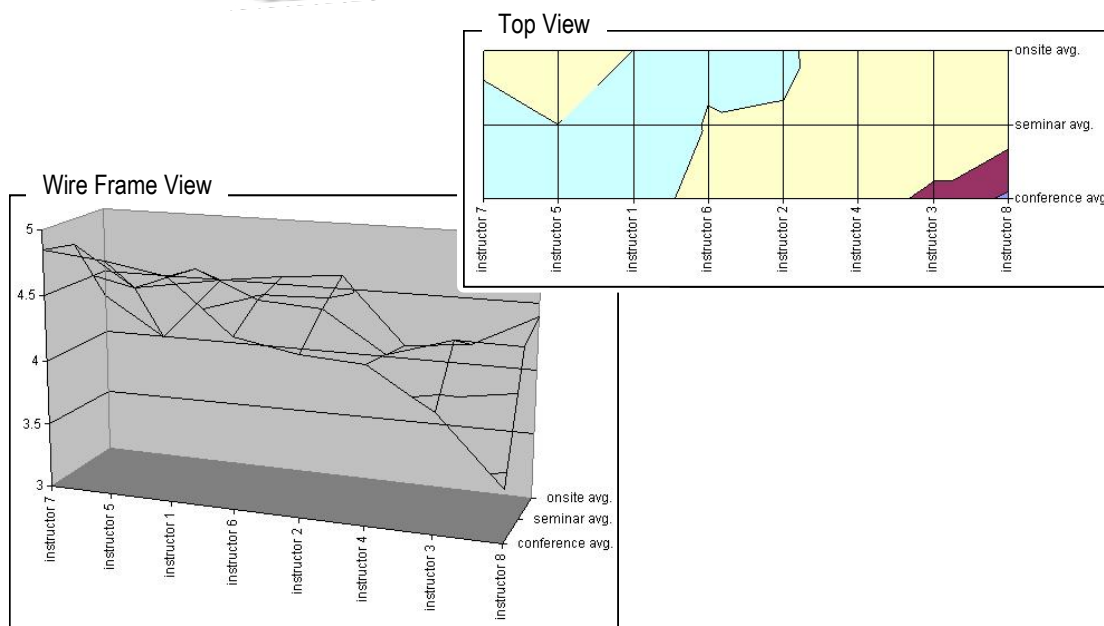 Top View
onsite avg.
seminar avg.
conference avg.
instructor 7
instructor 5
instructor 1
instructor 6
instructor 2
instructor 4
instructor 3
instructor 8
Wire Frame View
5
4.5
4
3.5
3
onsite avg.
seminar avg.
conference avg.
instructor 7
instructor 5
instructor 1
instructor 6
instructor 2
instructor 4
instructor 3
instructor 8